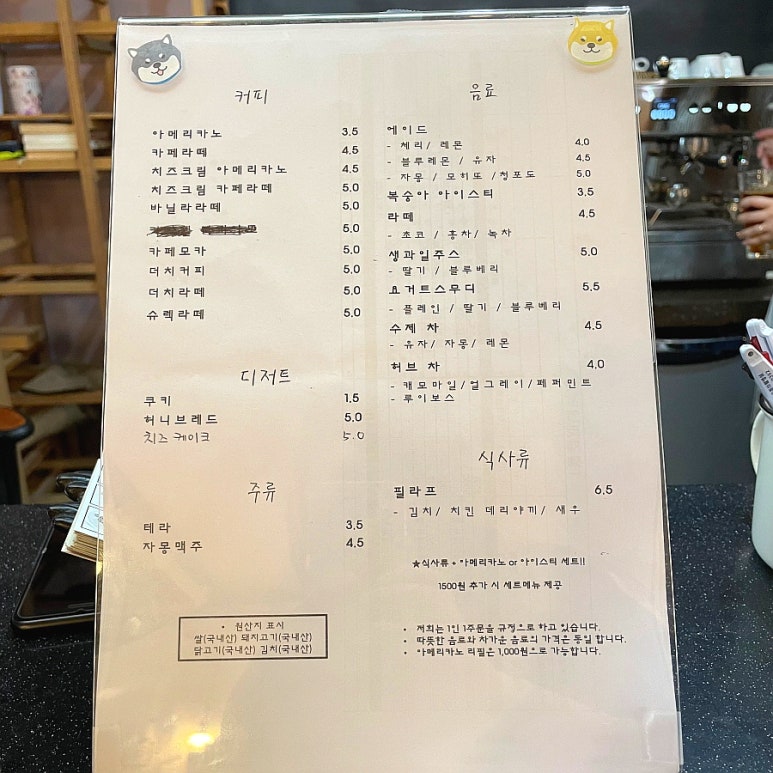 커피
아메리카노 3.5
카페라떼 4.5
치즈크림 아메리카노 4.5
치즈크림 카페라떼 5.0
바닐라라떼 5.0
5.0
카페모카 5.0
더치커피 5.0
더치라떼 5.0
슈렉라떼 5.0
디저트
쿠키 1.5
허니브레드 5.0
치즈 케이크 5.0
주류
테라 3.5
자몽맥주 4.5
• 원산지 표시
쌀(국내산) 돼지고기(국내산)
닭고기(국내산) 김치(국내산)
음료
에이드
- 체리/ 레몬 4.0
- 블루레몬 / 유자 4.5
- 자몽 / 모히또 /청포도 5.0
복숭아 아이스티 3.5
라떼 4.5
- 초코 / 홍차/ 녹차
생과일주스 5.0
- 딸기 / 블루베리
요거트스무디 5.5
- 플레인 / 딸기 / 블루베리
수제 차 4.5
- 유자/ 자몽/ 레몬
허브 차 4.0
- 캐모마일/얼그레이/페퍼민트
- 루이보스
식사류
필라프 6.5
- 김치/ 치킨 데리야끼/ 새우
★식사류 + 아메리카노 or 아이스티 세트!!
1500원 추가 시 세트메뉴 제공
• 저희는 1인 1주문을 규정으로 하고 있습니다.
• 따뜻한 음료와 차가운 음료의 가격은 동일 합니다.
• 아메리카노 리필은 1,000원으로 가능합니다.